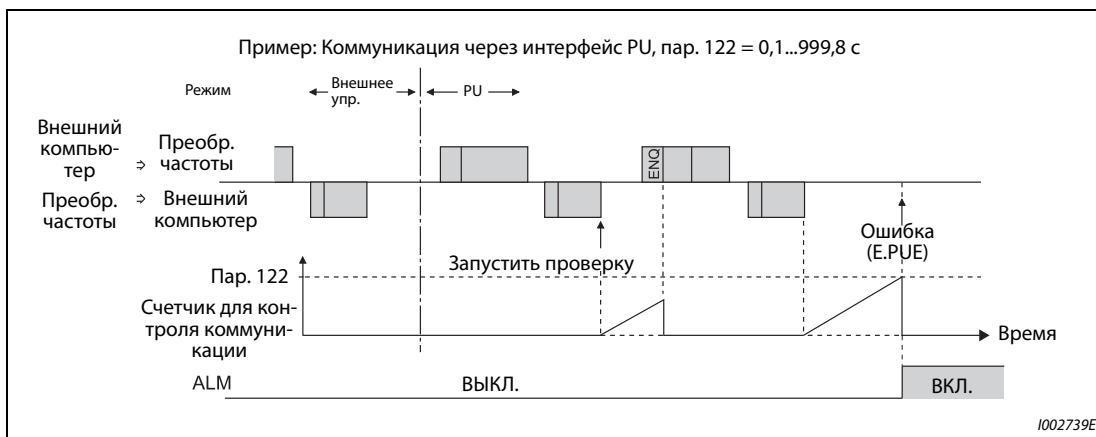 Пример: Коммуникация через интерфейс PU, пар. 122 = 0,1...999,8 с
Режим
Внешнее
упр.
PU
Внешний
компью-
тер
⇨
Преобр.
частоты
Преобр.
частоты
⇨
Внешний
компьютер
ENQ
Ошибка
(E.PUE)
Запустить проверку
Пар. 122
Счетчик для кон-
троля коммуни-
кации
Время
ALM
ВЫКЛ.
ВКЛ.
I002739E